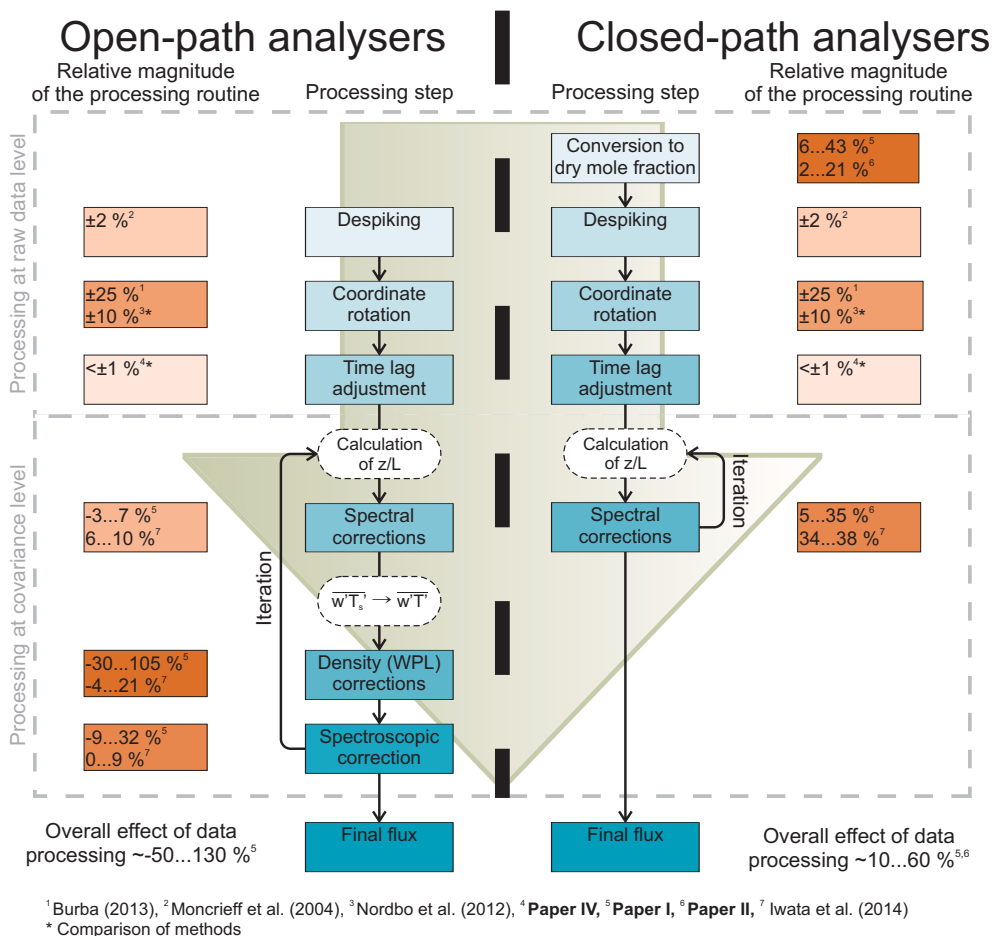 Open-path analysers
Closed-path analysers
Relative magnitude
of the processing routine
Processing step
Processing step
Relative magnitude
of the processing routine
Processing at raw data level
Conversion to
dry mole fraction
6...43 %⁵
2...21 %⁶
±2 %²
Despiking
Despiking
±2 %²
±25 %¹
±10 %³*
Coordinate
rotation
Coordinate
rotation
±25 %¹
±10 %³*
<±1 %⁴*
Time lag
adjustment
Time lag
adjustment
<±1 %⁴*
Processing at covariance level
Calculation
of z/L
Calculation
of z/L
Iteration
-3...7 %⁵
6...10 %⁷
Spectral
corrections
Spectral
corrections
5...35 %⁶
34...38 %⁷
Iteration
w'Tₛ' → w'T'
-30...105 %⁵
-4...21 %⁷
Density (WPL)
corrections
-9...32 %⁵
0...9 %⁷
Spectroscopic
correction
Overall effect of data
processing ~-50...130 %⁵
Final flux
Final flux
Overall effect of data
processing ~10...60 %⁵,⁶
¹ Burba (2013), ² Moncrieff et al. (2004), ³ Nordbo et al. (2012), ⁴ Paper IV, ⁵ Paper I, ⁶ Paper II, ⁷ Iwata et al. (2014)
* Comparison of methods